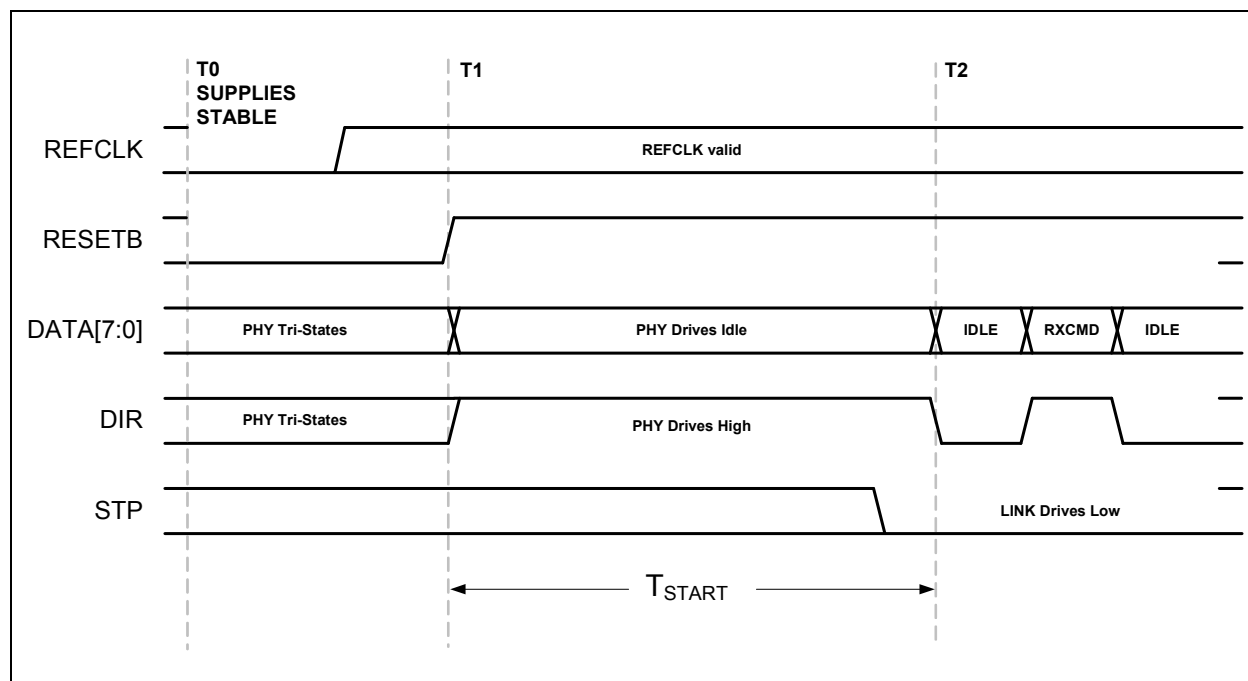 T0
SUPPLIES
STABLE
T1
T2
REFCLK
REFCLK valid
RESETB
DATA[7:0]
PHY Tri-States
PHY Drives Idle
IDLE
RXCMD
IDLE
DIR
PHY Tri-States
PHY Drives High
STP
LINK Drives Low
TSTART